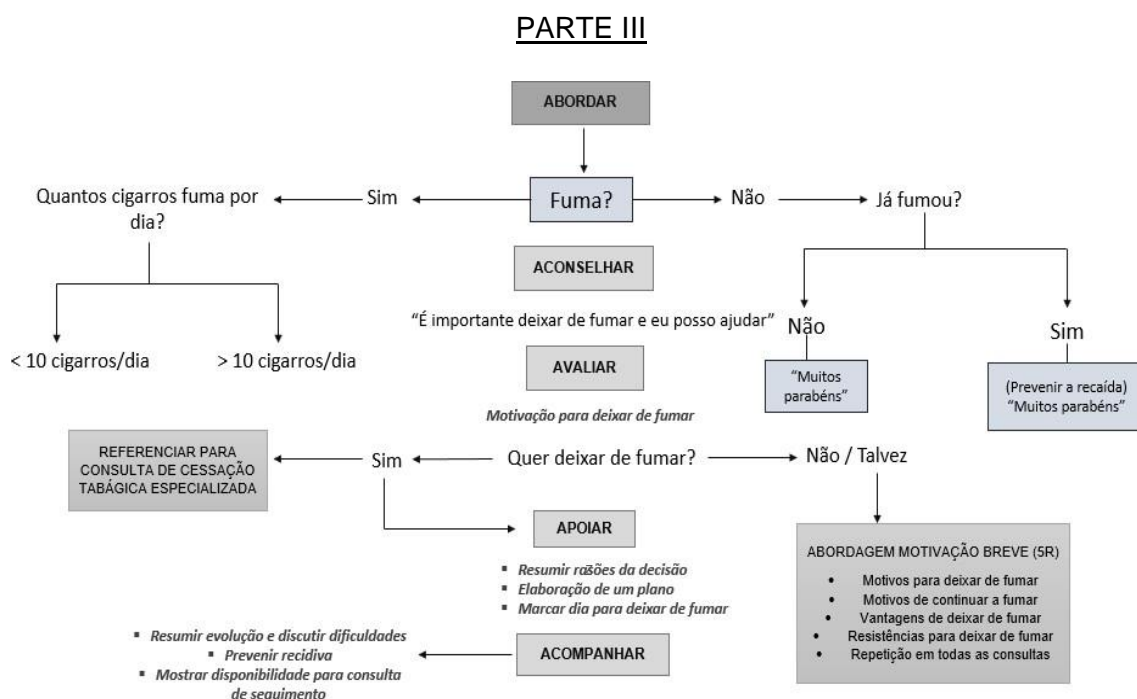 PARTE III
ABORDAR
Quantos cigarros fuma por
dia?
Sim
Fuma?
Não
Já fumou?
ACONSELHAR
"É importante deixar de fumar e eu posso ajudar"
< 10 cigarros/dia
> 10 cigarros/dia
Não
Sim
AVALIAR
"Muitos
parabéns"
(Prevenir a recaída)
"Muitos parabéns"
Motivação para deixar de fumar
REFERENCIAR PARA
CONSULTA DE CESSAÇÃO
TABÁGICA ESPECIALIZADA
Sim
Quer deixar de fumar?
Não / Talvez
APOIAR
▪ Resumir razões da decisão
▪ Elaboração de um plano
▪ Marcar dia para deixar de fumar
ABORDAGEM MOTIVAÇÃO BREVE (5R)
• Motivos para deixar de fumar
• Motivos de continuar a fumar
• Vantagens de deixar de fumar
• Resistências para deixar de fumar
• Repetição em todas as consultas
▪ Resumir evolução e discutir dificuldades
▪ Prevenir recidiva
▪ Mostrar disponibilidade para consulta
de seguimento
ACOMPANHAR